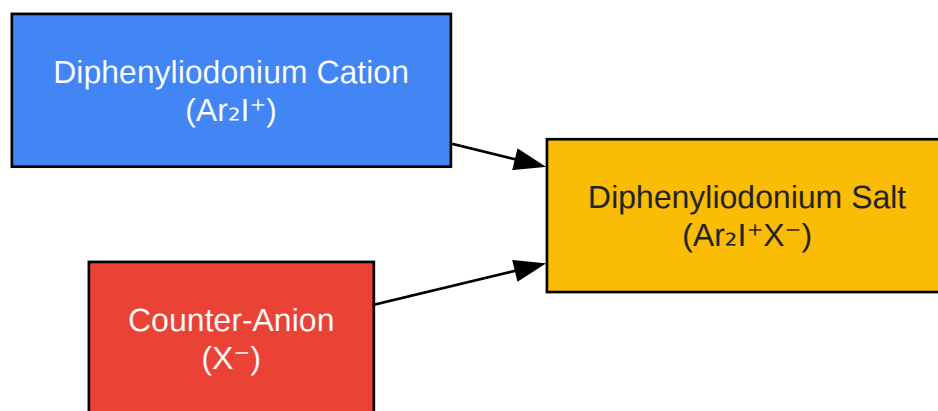 Diphenyliodonium Cation
(Ar₂I⁺)
Diphenyliodonium Salt
(Ar₂I⁺X⁻)
Counter-Anion
(X⁻)